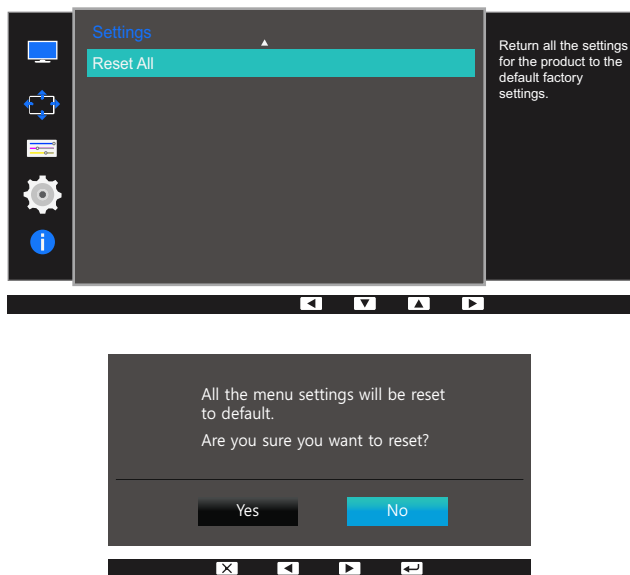 Settings
Reset All
Return all the settings
for the product to the
default factory
settings.
All the menu settings will be reset
to default.
Are you sure you want to reset?
Yes
No